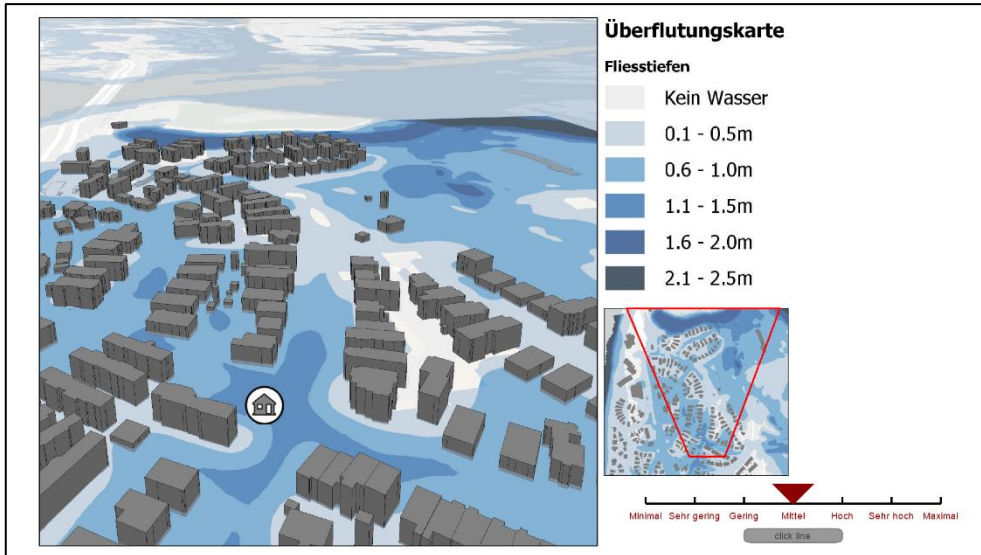 Überflutungskarte
Fliesstiefen
Kein Wasser
0.1 - 0.5m
0.6 - 1.0m
1.1 - 1.5m
1.6 - 2.0m
2.1 - 2.5m
Minimal Sehr gering Gering Mittel Hoch Sehr hoch Maximal
click line